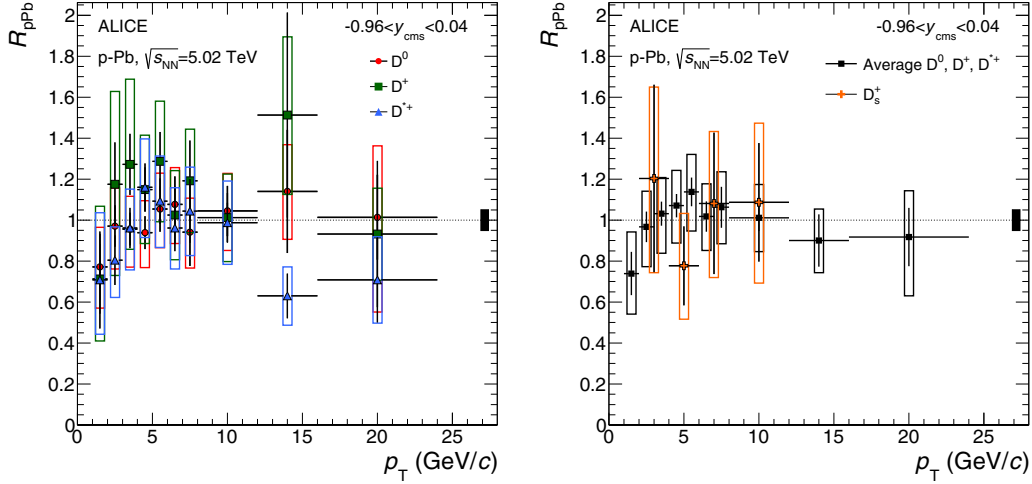 R_pPb
ALICE
-0.96<y_cms<0.04
p-Pb, √s_NN=5.02 TeV
D⁰
D⁺
D*⁺
2
1.8
1.6
1.4
1.2
1
0.8
0.6
0.4
0.2
0
0 5 10 15 20 25
p_T (GeV/c)
R_pPb
ALICE
-0.96<y_cms<0.04
p-Pb, √s_NN=5.02 TeV
Average D⁰, D⁺, D*⁺
D_s⁺
2
1.8
1.6
1.4
1.2
1
0.8
0.6
0.4
0.2
0
0 5 10 15 20 25
p_T (GeV/c)